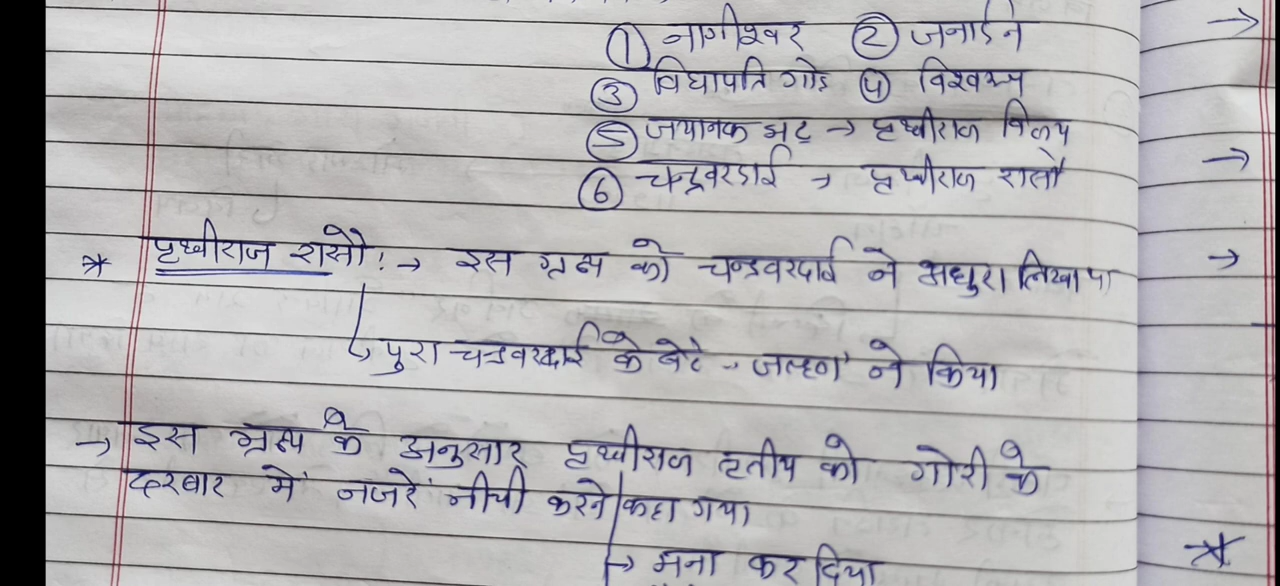 ① नागीश्वर ② जनार्डन
③ विद्यापति गोड़ ④ विश्वरूप
⑤ जयानक भट्ट → पृथ्वीराज विजय
⑥ चन्द्रवरदाई → पृथ्वीराज रासौ
* पृथ्वीराज रासौ: → इस ग्रन्थ को चन्द्रवरदाई ने अधुरा लिखा था
↳ पुरा चन्द्रवरदाई के बेटे → जल्हण ने किया
→ इस ग्रन्थ के अनुसार पृथ्वीराज तृतीय को गोरी के
दरबार में नजरें नीची करने कहा गया
↳ मना कर दिया